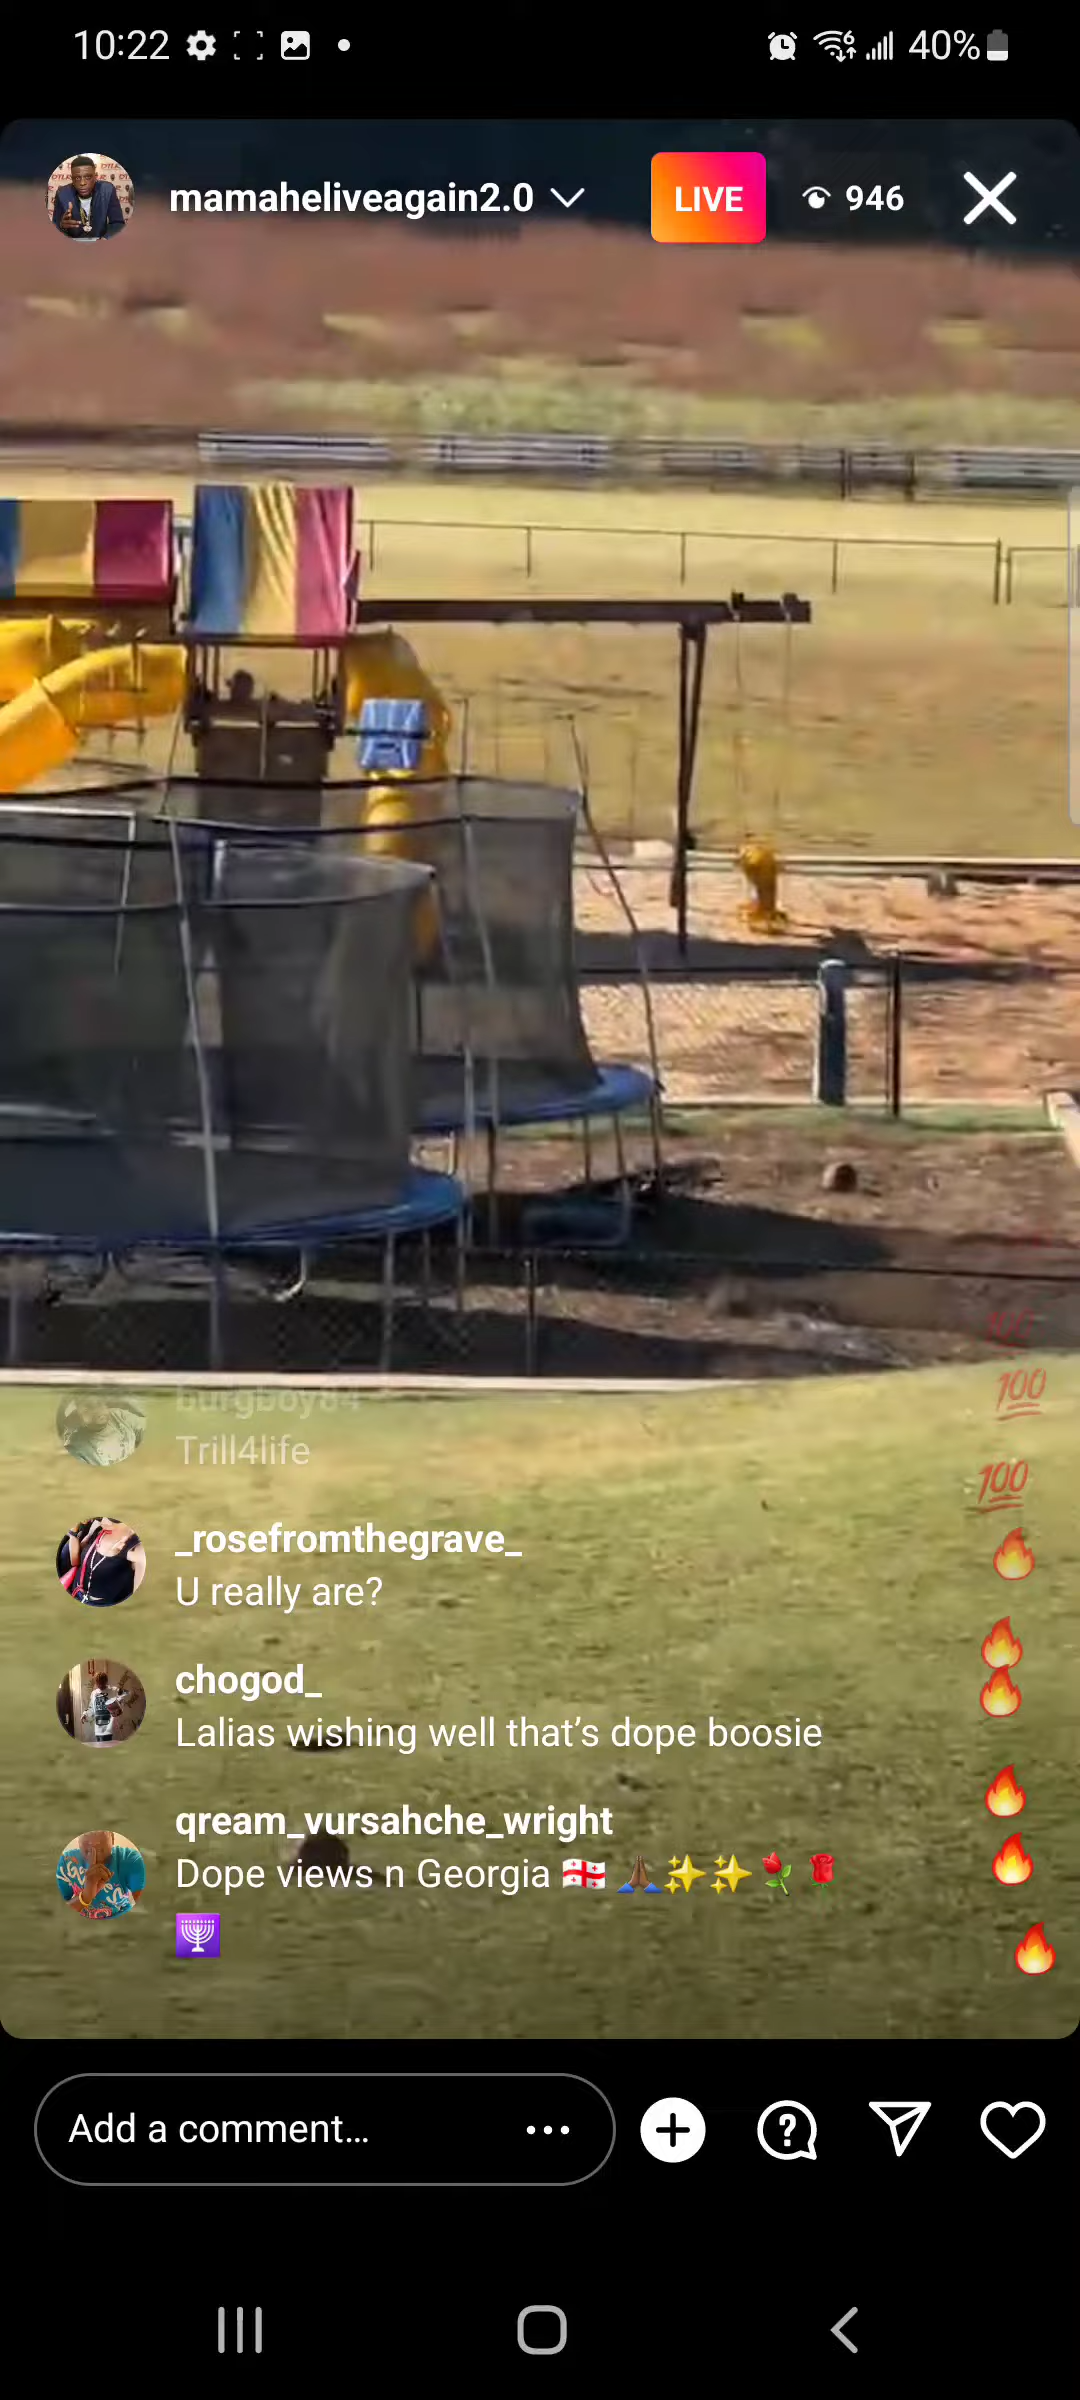 10:22
40%
mamaheliveagain2.0
LIVE
946
burgboy84
Trill4life
_rosefromthegrave_
U really are?
chogod_
Lalias wishing well that’s dope boosie
qream_vursahche_wright
Dope views n Georgia 🇬🇪 🙏🏾✨✨🌹🌹
🕎
Add a comment…